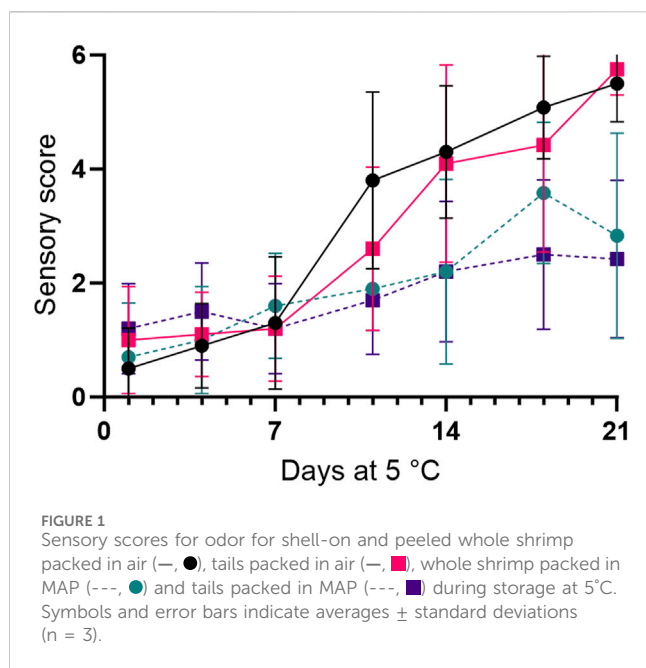 6
4
2
0
Sensory score
0
7
14
21
Days at 5 °C
FIGURE 1
Sensory scores for odor for shell-on and peeled whole shrimp
packed in air (—, ●), tails packed in air (—, ■), whole shrimp packed in
MAP (---, ●) and tails packed in MAP (---, ■) during storage at 5˚C.
Symbols and error bars indicate averages ± standard deviations
(n = 3).